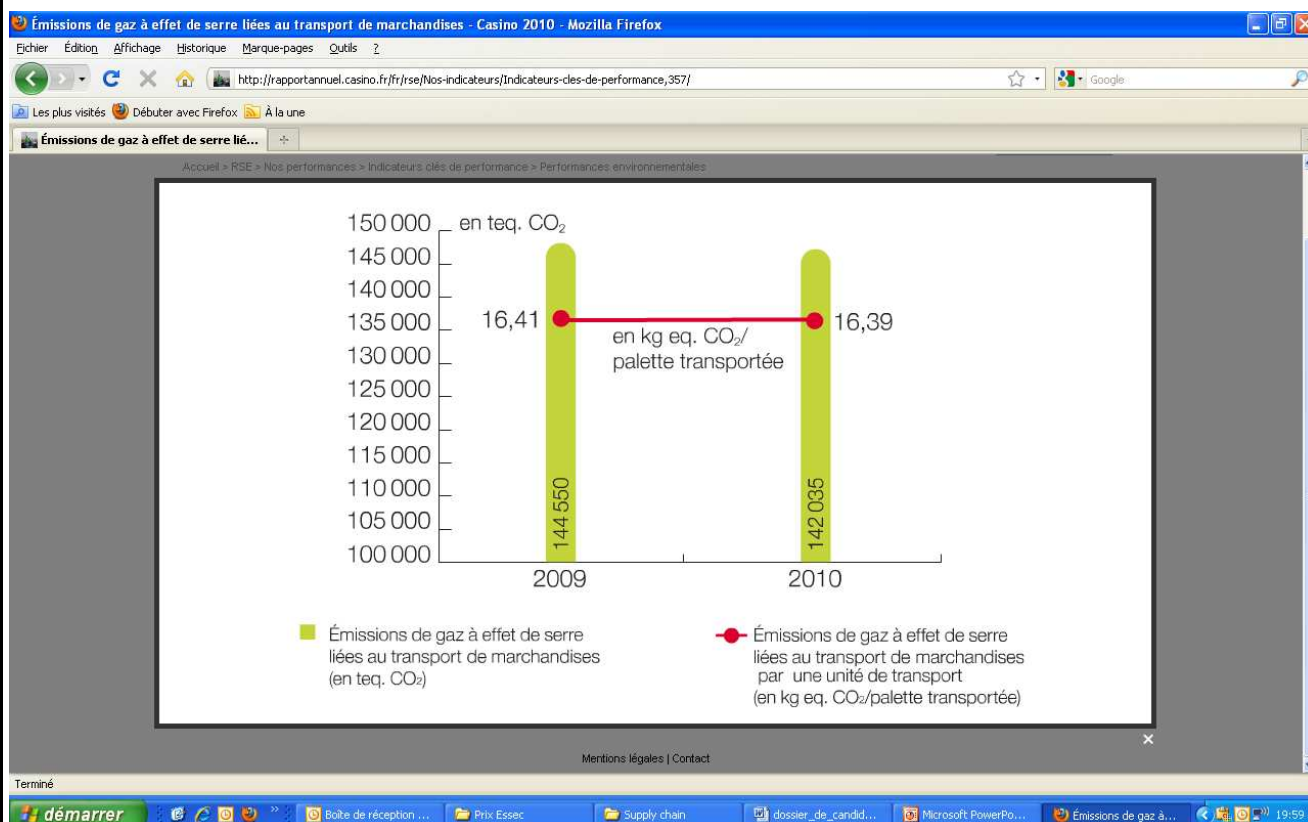 Émissions de gaz à effet de serre liées au transport de marchandises - Casino 2010 - Mozilla Firefox
Fichier Édition Affichage Historique Marque-pages Outils ?
http://rapportannuel.casino.fr/fr/rse/Nos-indicateurs/Indicateurs-cles-de-performance,357/
Google
Les plus visités Débuter avec Firefox À la une
Émissions de gaz à effet de serre lié...
Accueil > RSE > Nos performances > Indicateurs clés de performance > Performances environnementales
150 000 en teq. CO₂
145 000
140 000
135 000
130 000
125 000
120 000
115 000
110 000
105 000
100 000
16,41
16,39
en kg eq. CO₂/
palette transportée
144 550
142 035
2009 2010
Émissions de gaz à effet de serre
liées au transport de marchandises
(en teq. CO₂)
Émissions de gaz à effet de serre
liées au transport de marchandises
par une unité de transport
(en kg eq. CO₂/palette transportée)
Mentions légales | Contact
Terminé
démarrer » Boîte de réception ... Prix Essec Supply chain dossier_de_candid... Microsoft PowerPo... Émissions de gaz à... 19:59